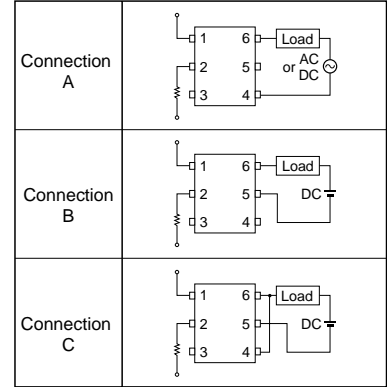 Connection
A
1 6 Load
2 5 or AC
DC
3 4
Connection
B
1 6 Load
2 5 DC
3 4
Connection
C
1 6 Load
2 5 DC
3 4